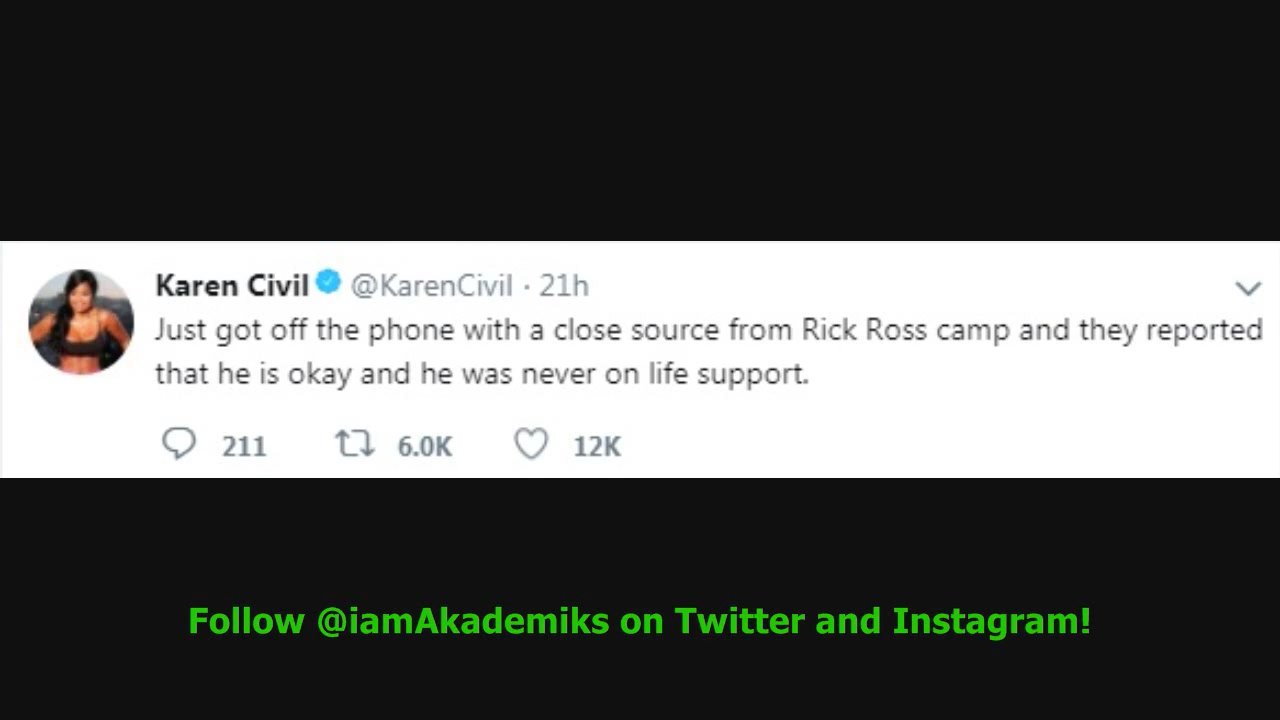 Karen Civil @KarenCivil · 21h
Just got off the phone with a close source from Rick Ross camp and they reported
that he is okay and he was never on life support.
211 6.0K 12K
Follow @iamAkademiks on Twitter and Instagram!